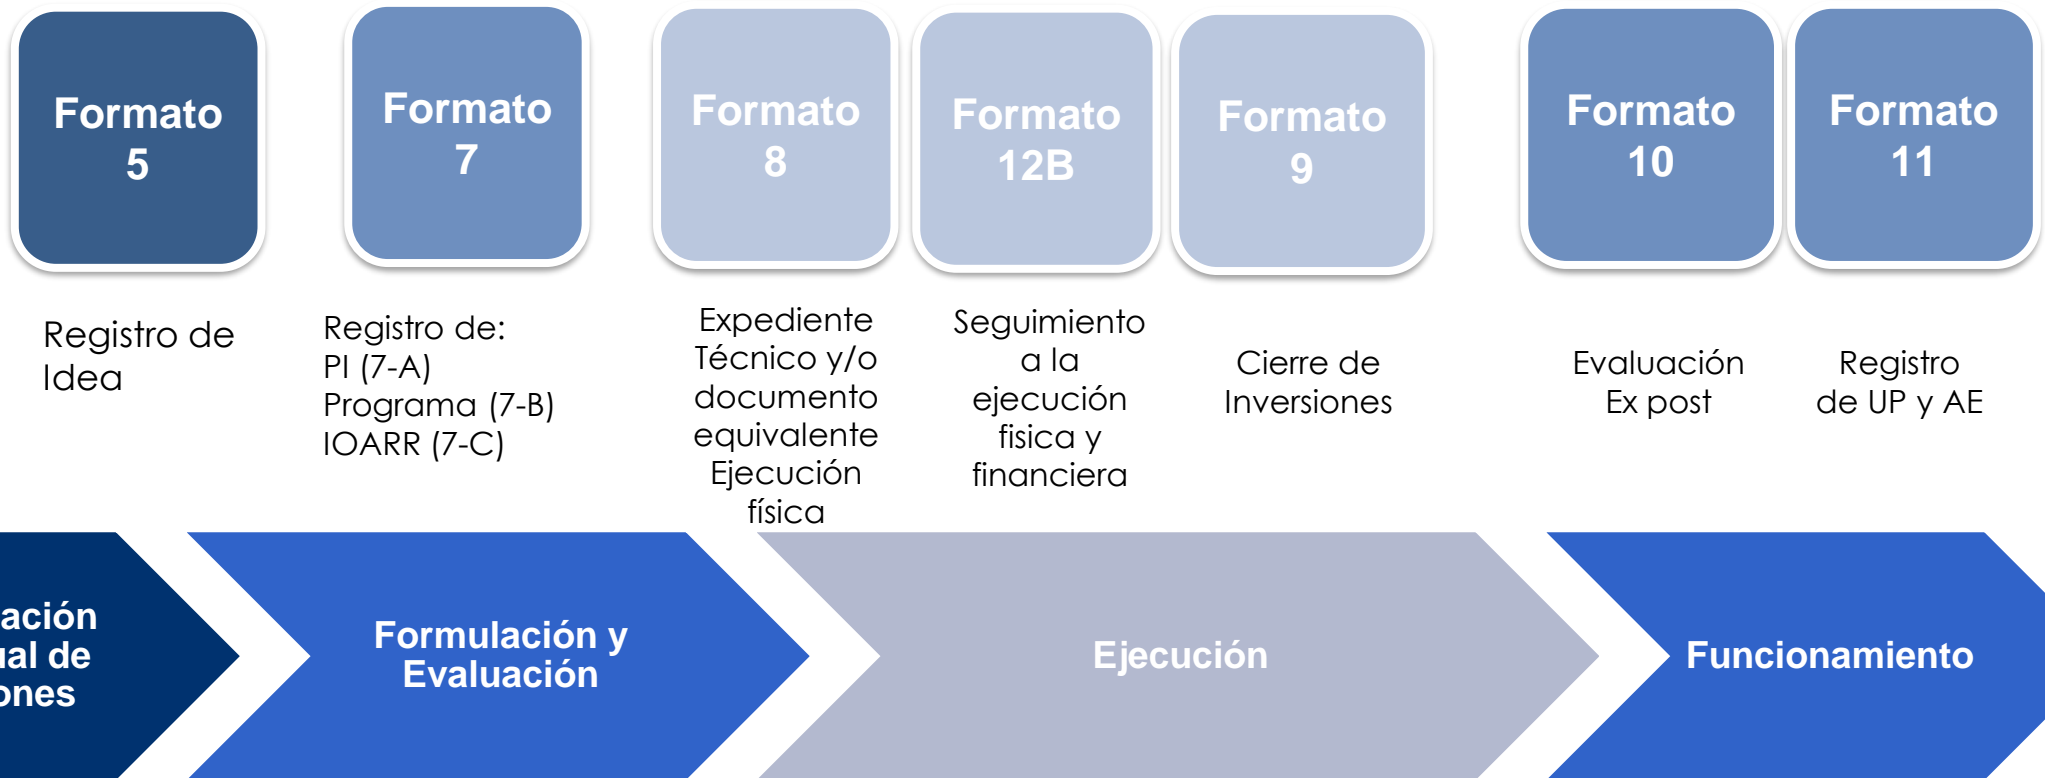 Formato
5
Formato
7
Formato
8
Formato
12B
Formato
9
Formato
10
Formato
11
Registro de
Idea
Registro de:
PI (7-A)
Programa (7-B)
IOARR (7-C)
Expediente
Técnico y/o
documento
equivalente
Ejecución
física
Seguimiento
a la
ejecución
fisica y
financiera
Cierre de
Inversiones
Evaluación
Ex post
Registro
de UP y AE
ación
ual de
ones
Formulación y
Evaluación
Ejecución
Funcionamiento